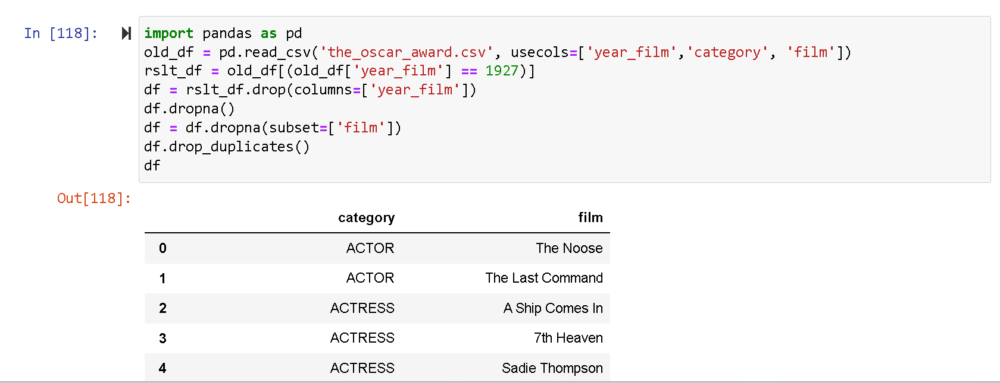 In [118]:
import pandas as pd
old_df = pd.read_csv('the_oscar_award.csv', usecols=['year_film','category', 'film'])
rslt_df = old_df[(old_df['year_film'] == 1927)]
df = rslt_df.drop(columns=['year_film'])
df.dropna()
df = df.dropna(subset=['film'])
df.drop_duplicates()
df
Out[118]:
category film
0 ACTOR The Noose
1 ACTOR The Last Command
2 ACTRESS A Ship Comes In
3 ACTRESS 7th Heaven
4 ACTRESS Sadie Thompson